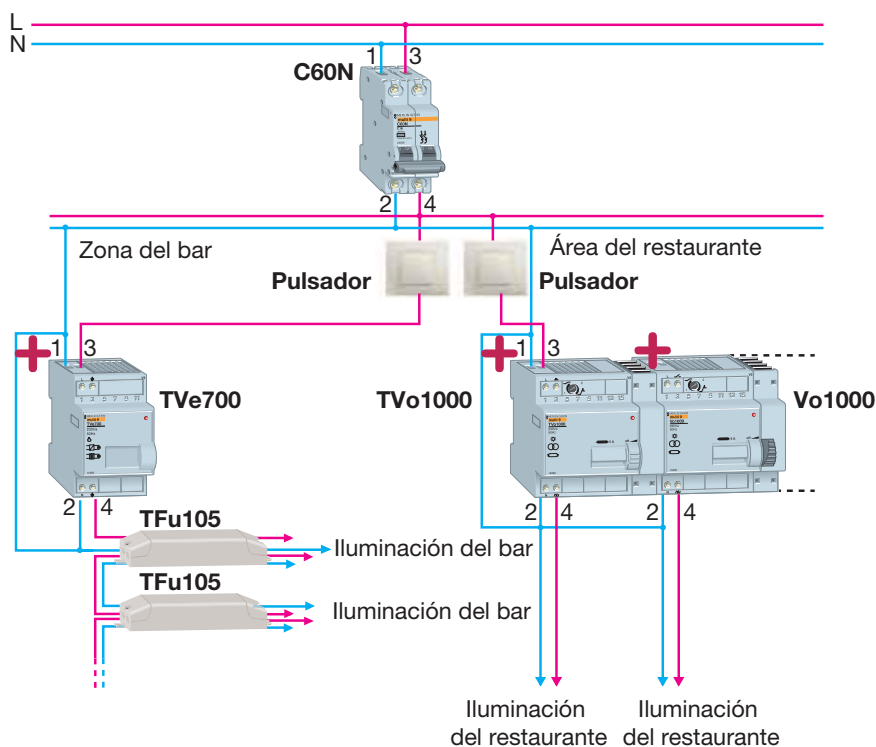 L
N
1
3
C60N
2
4
Zona del bar
Área del restaurante
Pulsador
Pulsador
1
3
1
3
TVe700
TVo1000
Vo1000
2
4
2
4
2
4
TFu105
Iluminación del bar
TFu105
Iluminación del bar
Iluminación
del restaurante
Iluminación
del restaurante